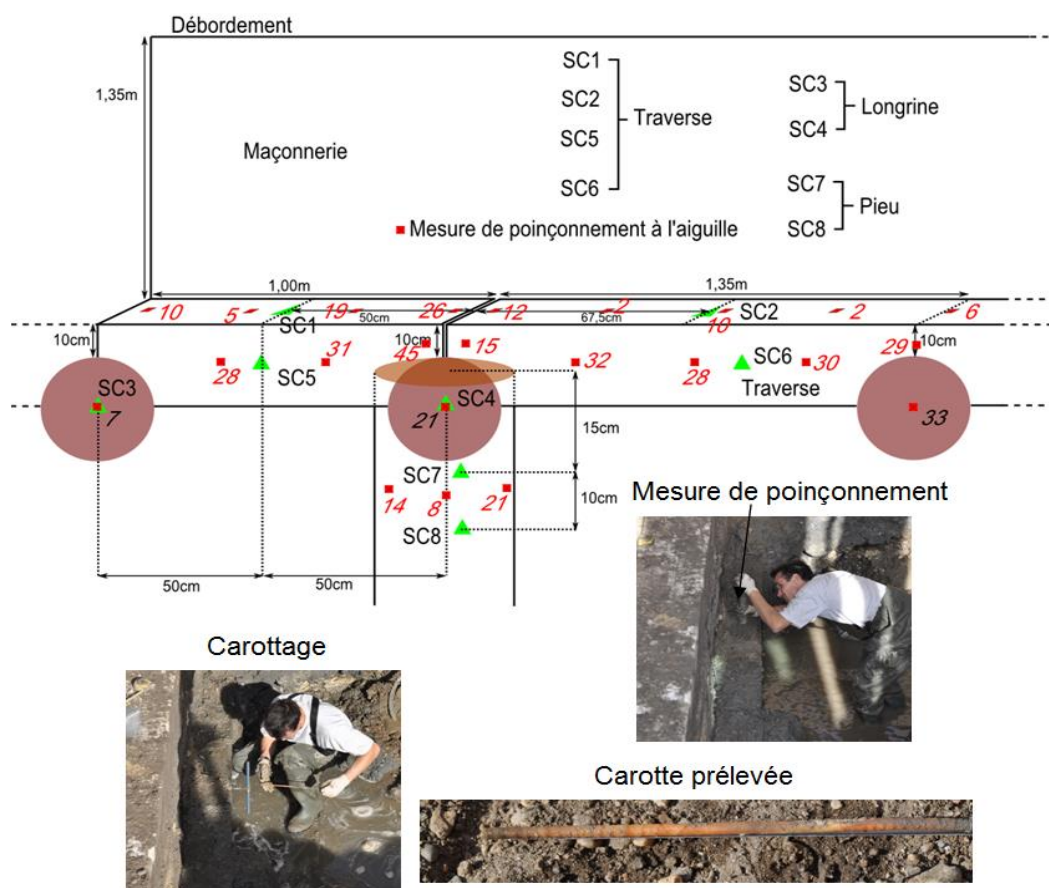 Débordement
SC1
SC2
SC5
SC6
Traverse
SC3
SC4
Longrine
SC7
SC8
Pieu
1,35m
Maçonnerie
Mesure de poinçonnement à l'aiguille
1,00m
1,35m
10
5
19
26
12
2
2
6
50cm
67,5cm
SC1
10
SC2
10cm
10cm
10cm
45
15
29
28
31
32
28
30
SC5
SC6
Traverse
SC3
7
SC4
21
33
15cm
SC7
14
8
21
10cm
SC8
50cm
50cm
Mesure de poinçonnement
Carottage
Carotte prélevée